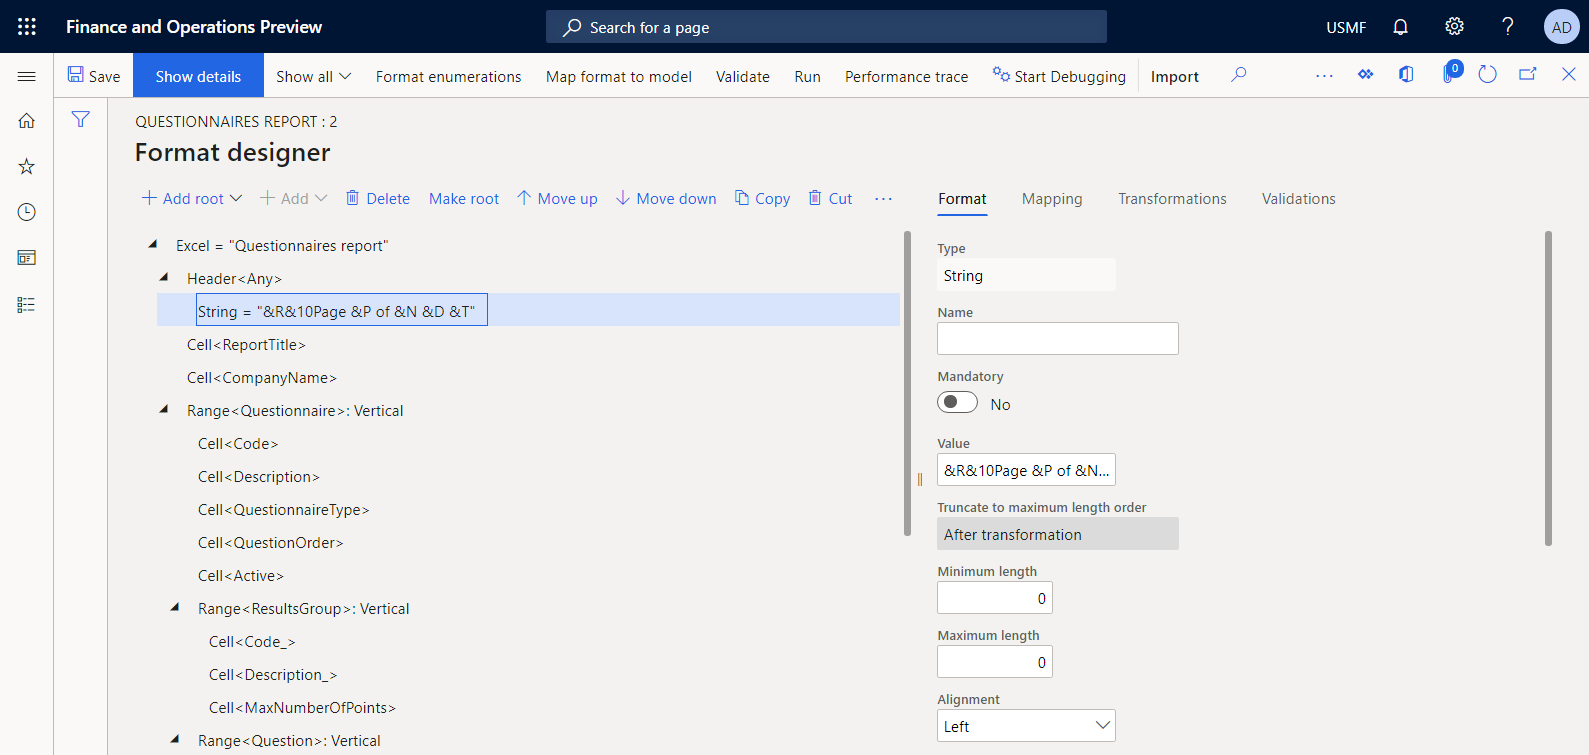 Finance and Operations Preview
Search for a page
USMF
AD
Save
Show details
Show all
Format enumerations
Map format to model
Validate
Run
Performance trace
Start Debugging
Import
0
QUESTIONNAIRES REPORT : 2
Format designer
Add root
Add
Delete
Make root
Move up
Move down
Copy
Cut
Excel = "Questionnaires report"
Header<Any>
String = "&R&10Page &P of &N &D &T"
Cell<ReportTitle>
Cell<CompanyName>
Range<Questionnaire>: Vertical
Cell<Code>
Cell<Description>
Cell<QuestionnaireType>
Cell<QuestionOrder>
Cell<Active>
Range<ResultsGroup>: Vertical
Cell<Code_>
Cell<Description_>
Cell<MaxNumberOfPoints>
Range<Question>: Vertical
Format
Mapping
Transformations
Validations
Type
String
Name
Mandatory
No
Value
&R&10Page &P of &N...
Truncate to maximum length order
After transformation
Minimum length
0
Maximum length
0
Alignment
Left